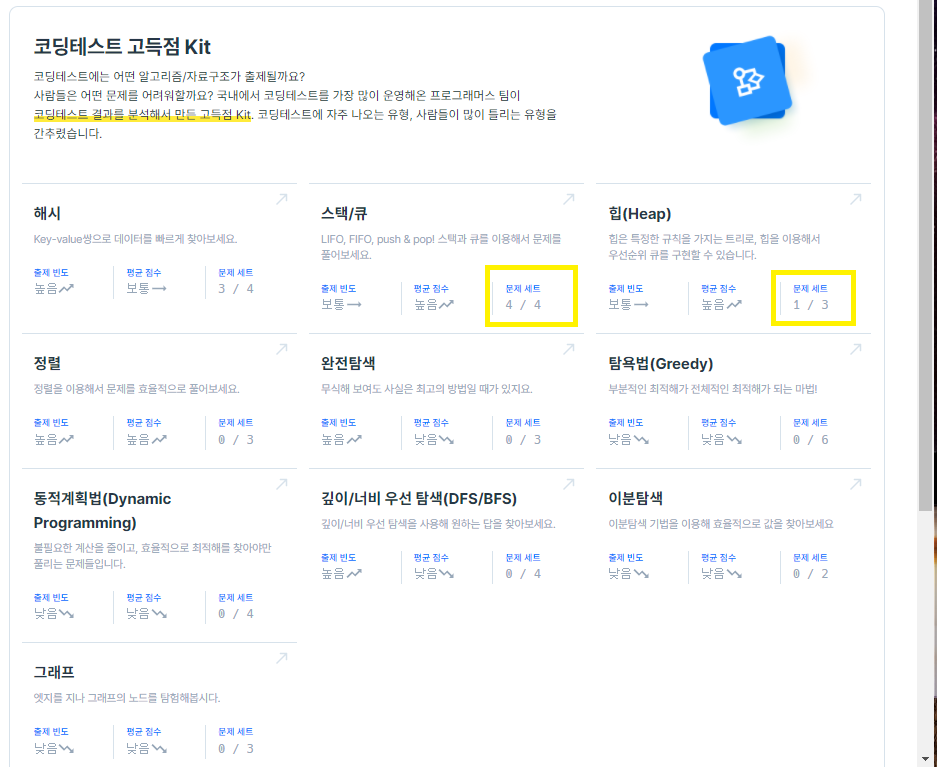 코딩테스트 고득점 Kit
코딩테스트에는 어떤 알고리즘/자료구조가 출제될까요?
사람들은 어떤 문제를 어려워할까요? 국내에서 코딩테스트를 가장 많이 운영해온 프로그래머스 팀이
코딩테스트 결과를 분석해서 만든 고득점 Kit. 코딩테스트에 자주 나오는 유형, 사람들이 많이 틀리는 유형을
간추렸습니다.
해시
Key-value쌍으로 데이터를 빠르게 찾아보세요.
출제 빈도 평균 점수 문제 세트
높음 보통 3 / 4
스택/큐
LIFO, FIFO, push & pop! 스택과 큐를 이용해서 문제를
풀어보세요.
출제 빈도 평균 점수 문제 세트
보통 높음 4 / 4
힙(Heap)
힙은 특정한 규칙을 가지는 트리로, 힙을 이용해서
우선순위 큐를 구현할 수 있습니다.
출제 빈도 평균 점수 문제 세트
보통 높음 1 / 3
정렬
정렬을 이용해서 문제를 효율적으로 풀어보세요.
출제 빈도 평균 점수 문제 세트
높음 높음 0 / 3
완전탐색
무식해 보여도 사실은 최고의 방법일 때가 있지요.
출제 빈도 평균 점수 문제 세트
높음 낮음 0 / 3
탐욕법(Greedy)
부분적인 최적해가 전체적인 최적해가 되는 마법!
출제 빈도 평균 점수 문제 세트
낮음 낮음 0 / 6
동적계획법(Dynamic
Programming)
불필요한 계산을 줄이고, 효율적으로 최적해를 찾아야만
풀리는 문제들입니다.
출제 빈도 평균 점수 문제 세트
낮음 낮음 0 / 4
깊이/너비 우선 탐색(DFS/BFS)
깊이/너비 우선 탐색을 사용해 원하는 답을 찾아보세요.
출제 빈도 평균 점수 문제 세트
높음 낮음 0 / 4
이분탐색
이분탐색 기법을 이용해 효율적으로 값을 찾아보세요
출제 빈도 평균 점수 문제 세트
낮음 낮음 0 / 2
그래프
엣지를 지나 그래프의 노드를 탐험해봅시다.
출제 빈도 평균 점수 문제 세트
낮음 낮음 0 / 3